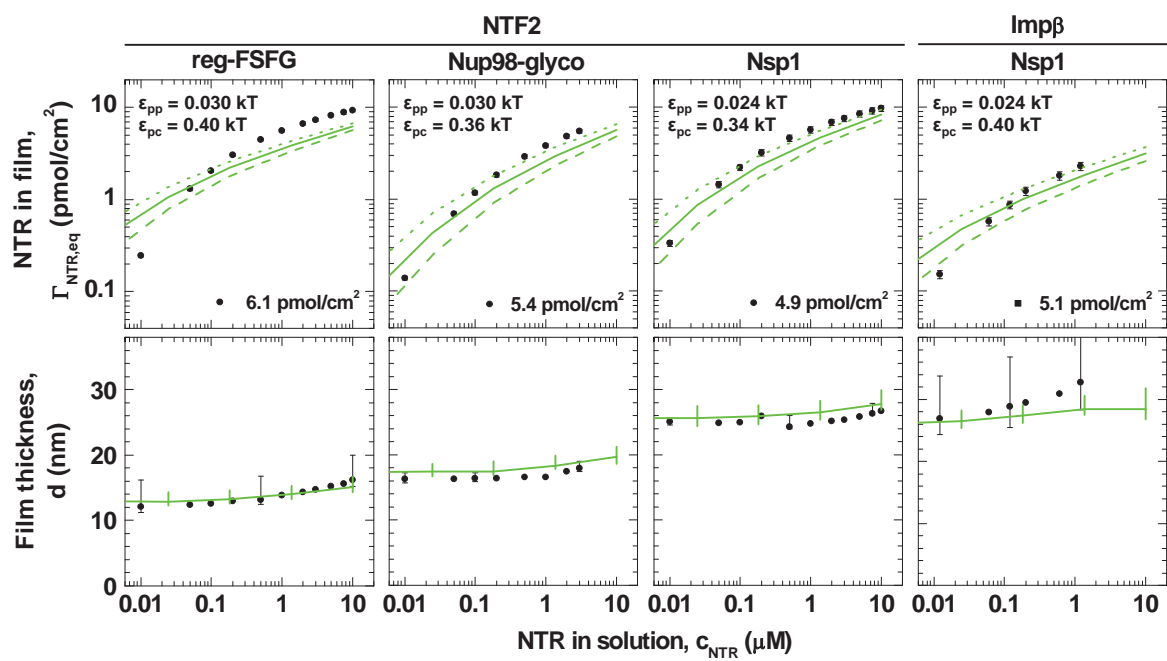 NTF2
Impβ
reg-FSFG
Nup98-glyco
Nsp1
Nsp1
NTR in film,
Γ_NTR,eq (pmol/cm²)
10
1
0.1
ε_pp = 0.030 kT
ε_pc = 0.40 kT
6.1 pmol/cm²
ε_pp = 0.030 kT
ε_pc = 0.36 kT
5.4 pmol/cm²
ε_pp = 0.024 kT
ε_pc = 0.34 kT
4.9 pmol/cm²
ε_pp = 0.024 kT
ε_pc = 0.40 kT
5.1 pmol/cm²
Film thickness,
d (nm)
30
20
10
0
0.01 0.1 1 10
0.01 0.1 1 10
0.01 0.1 1 10
0.01 0.1 1 10
NTR in solution, c_NTR (μM)